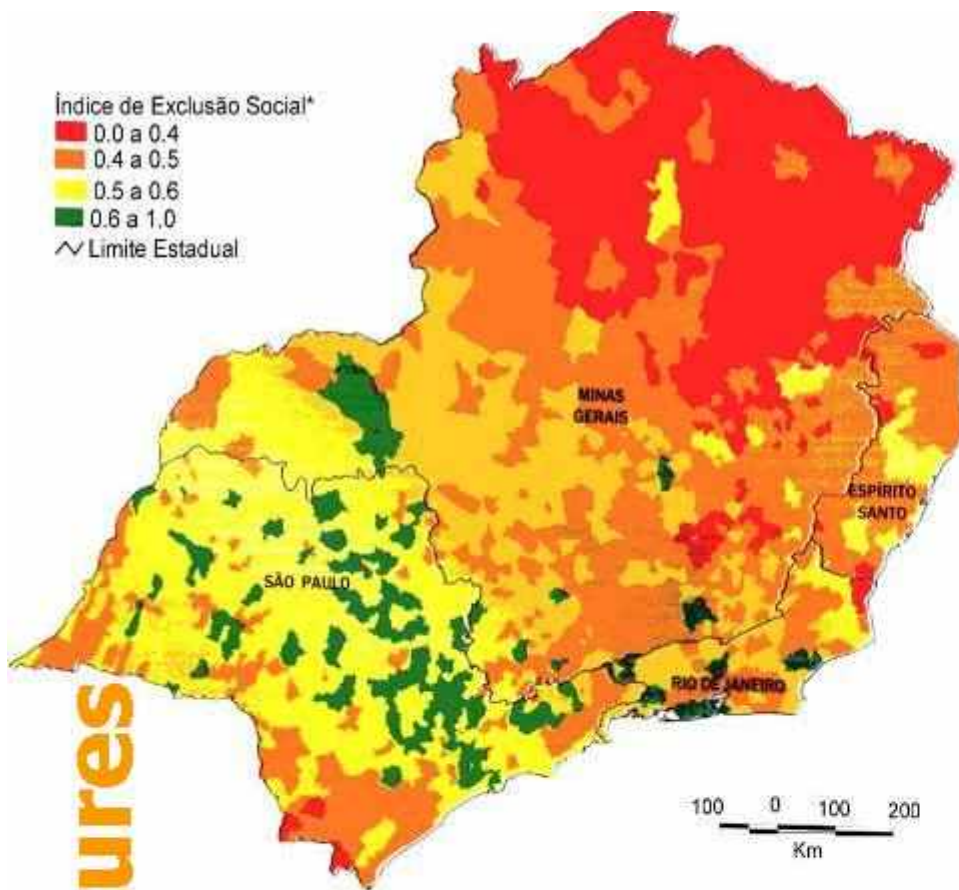 Índice de Exclusão Social*
0.0 a 0.4
0.4 a 0.5
0.5 a 0.6
0.6 a 1.0
Limite Estadual
MINAS
GERAIS
ESPÍRITO
SANTO
SÃO PAULO
RIO DE JANEIRO
ures
100 0 100 200
Km